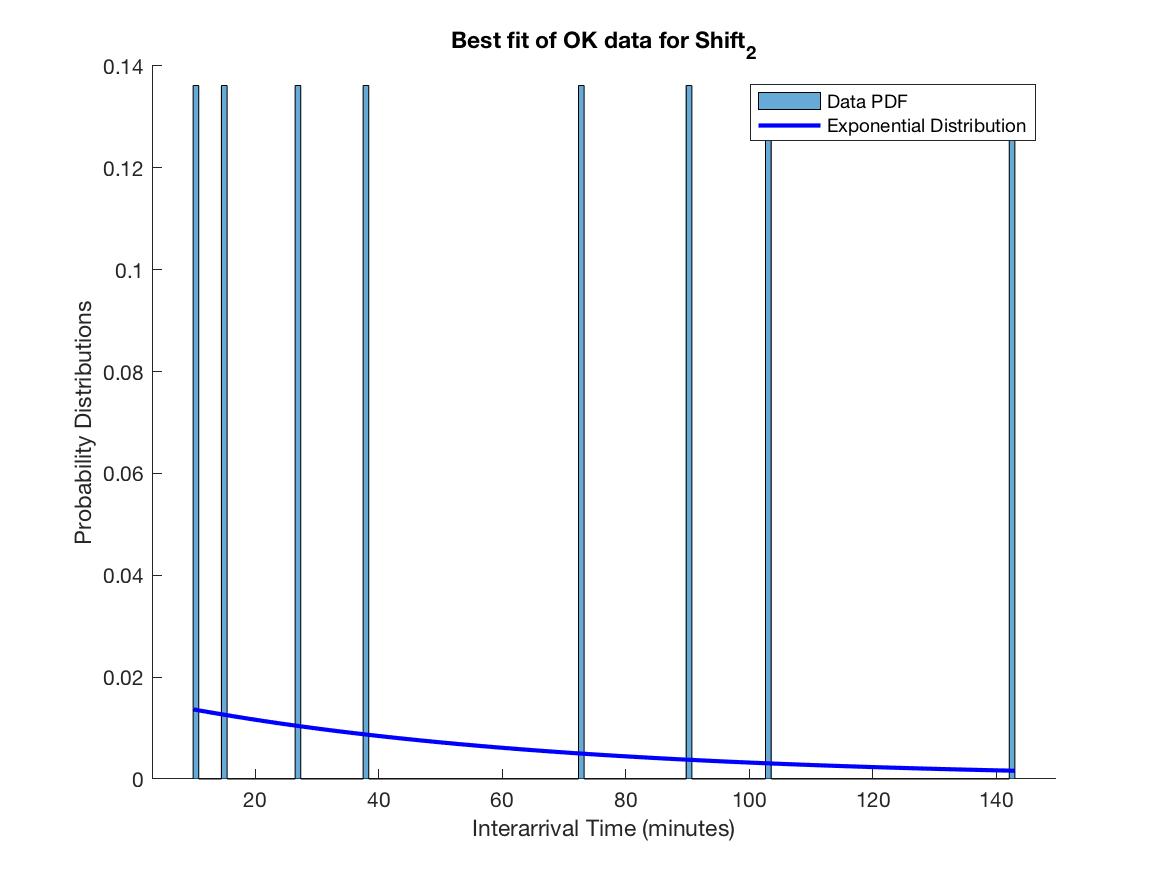 Best fit of OK data for Shift2
Data PDF
Exponential Distribution
0.14
0.12
0.1
0.08
0.06
0.04
0.02
0
Probability Distributions
20 40 60 80 100 120 140
Interarrival Time (minutes)